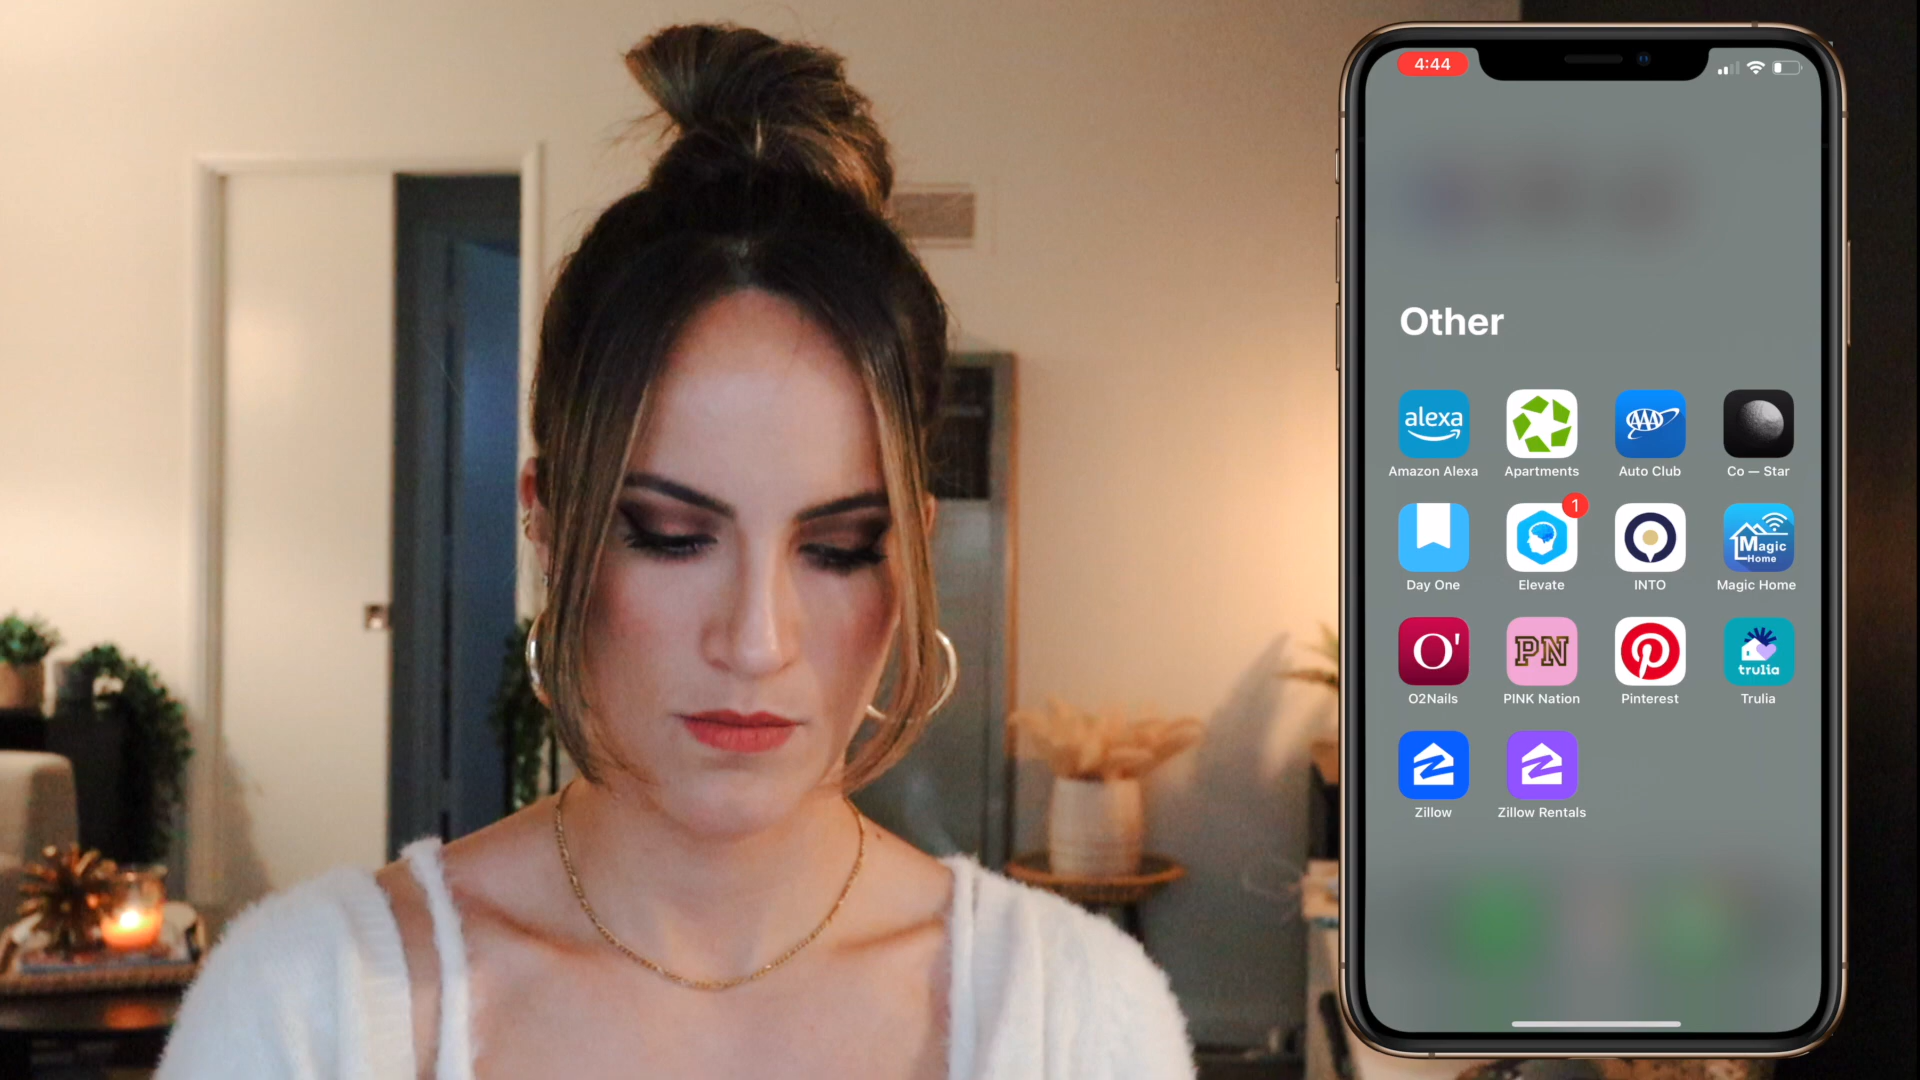 4:44
Other
alexa
Amazon Alexa
Apartments
AAA
Auto Club
Co — Star
Day One
1
Elevate
INTO
Magic
Home
Magic Home
O'
O2Nails
PN
PINK Nation
Pinterest
trulia
Trulia
Zillow
Zillow Rentals